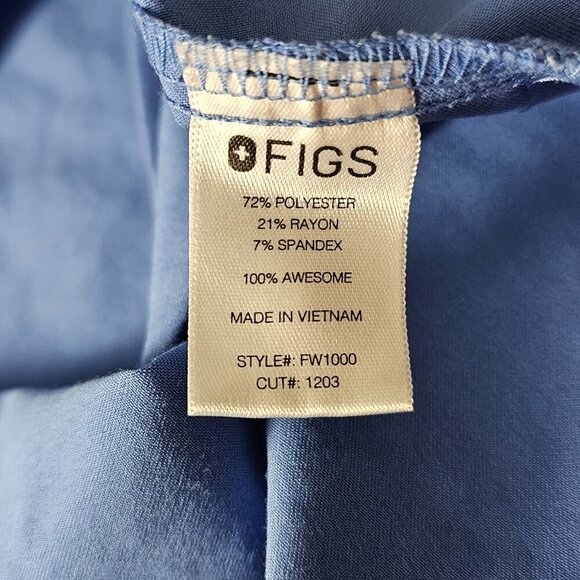 FIGS
72% POLYESTER
21% RAYON
7% SPANDEX
100% AWESOME
MADE IN VIETNAM
STYLE#: FW1000
CUT#: 1203